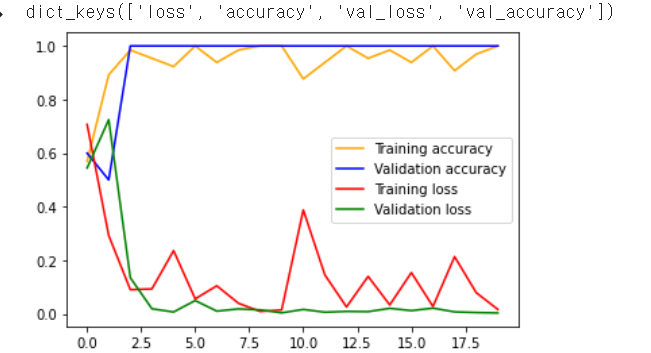 dict_keys(['loss', 'accuracy', 'val_loss', 'val_accuracy'])
1.0
0.8
0.6
0.4
0.2
0.0
Training accuracy
Validation accuracy
Training loss
Validation loss
0.0 2.5 5.0 7.5 10.0 12.5 15.0 17.5